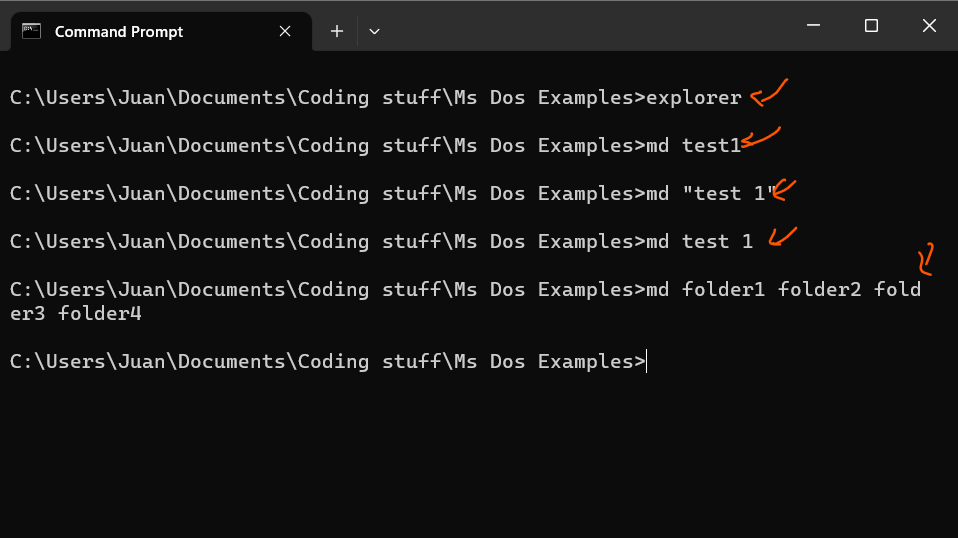 Command Prompt
C:\Users\Juan\Documents\Coding stuff\Ms Dos Examples>explorer
C:\Users\Juan\Documents\Coding stuff\Ms Dos Examples>md test1
C:\Users\Juan\Documents\Coding stuff\Ms Dos Examples>md "test 1"
C:\Users\Juan\Documents\Coding stuff\Ms Dos Examples>md test 1
C:\Users\Juan\Documents\Coding stuff\Ms Dos Examples>md folder1 folder2 fold
er3 folder4
C:\Users\Juan\Documents\Coding stuff\Ms Dos Examples>